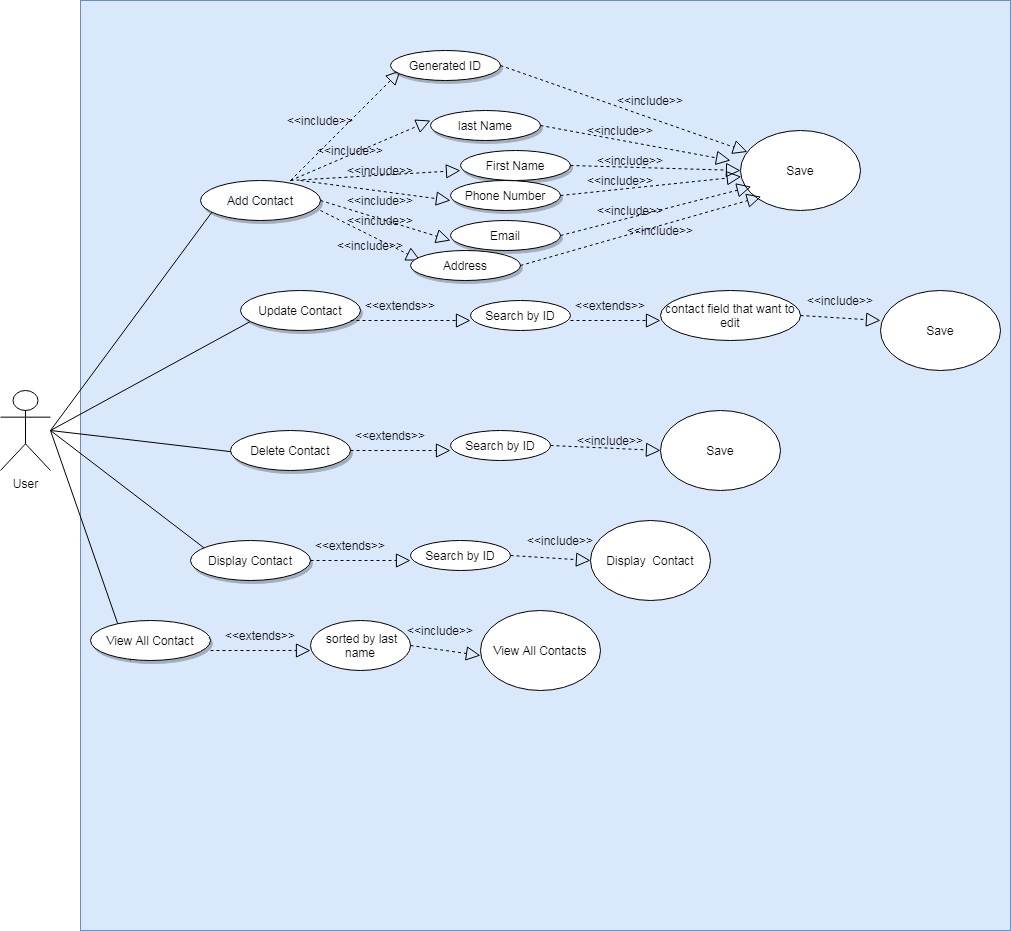 Generated ID
<<include>>
<<include>>
last Name
<<include>>
<<include>>
First Name
<<include>>
<<include>>
Save
Phone Number
<<include>>
<<include>>
Add Contact
<<include>>
Email
<<include>>
<<include>>
Address
<<include>>
Update Contact
<<extends>>
Search by ID
<<extends>>
contact field that want to
edit
<<include>>
Save
User
Delete Contact
<<extends>>
Search by ID
<<include>>
Save
Display Contact
<<extends>>
Search by ID
<<include>>
Display  Contact
View All Contact
<<extends>>
sorted by last
name
<<include>>
View All Contacts